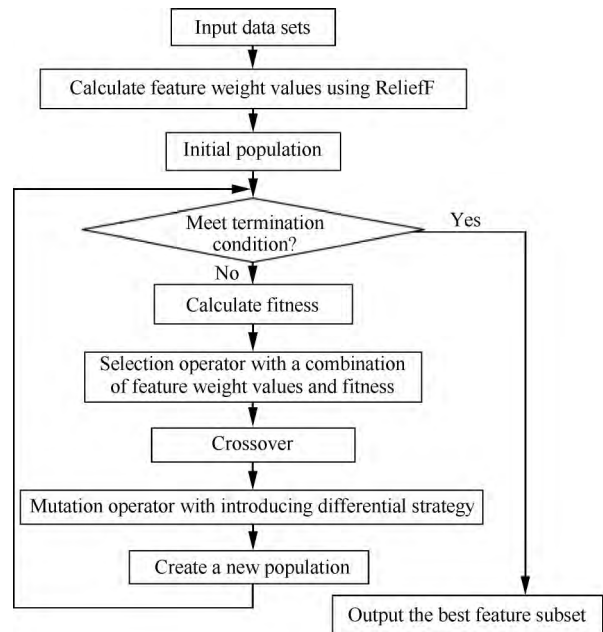 Input data sets
Calculate feature weight values using ReliefF
Initial population
Meet termination
condition?
Yes
No
Calculate fitness
Selection operator with a combination
of feature weight values and fitness
Crossover
Mutation operator with introducing differential strategy
Create a new population
Output the best feature subset